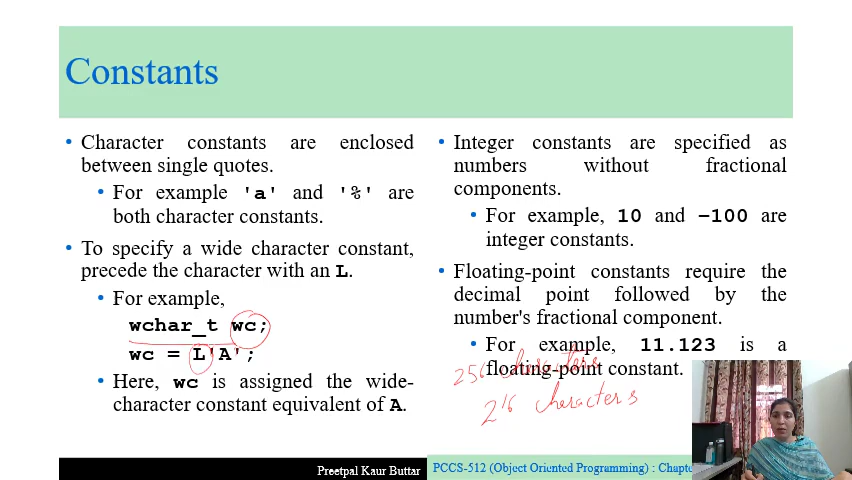 Constants
• Character constants are enclosed
between single quotes.
• For example 'a' and '%' are
both character constants.
• To specify a wide character constant,
precede the character with an L.
• For example,
wchar_t wc;
wc = L'A';
• Here, wc is assigned the wide-
character constant equivalent of A.
• Integer constants are specified as
numbers without fractional
components.
• For example, 10 and –100 are
integer constants.
• Floating-point constants require the
decimal point followed by the
number's fractional component.
• For example, 11.123 is a
floating-point constant.
256 characters
2^16 characters
Preetpal Kaur Buttar
PCCS-512 (Object Oriented Programming) : Chapte